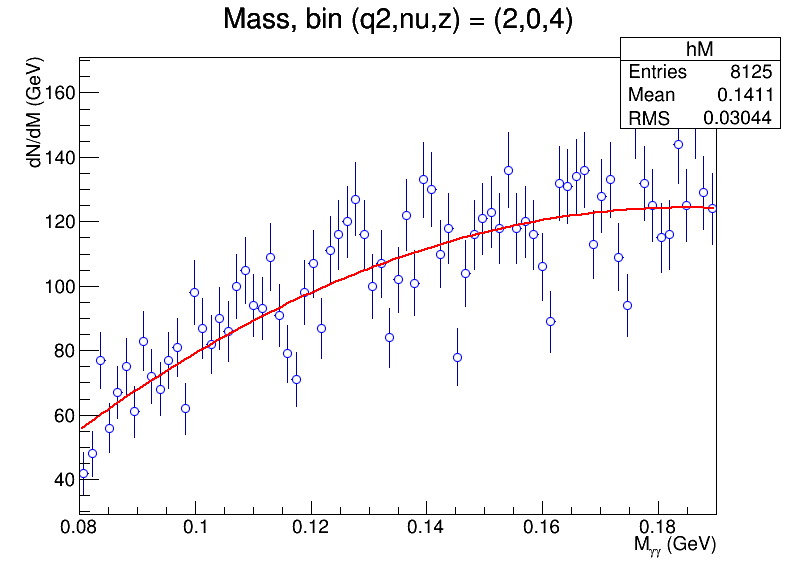 Mass, bin (q2,nu,z) = (2,0,4)
hM
Entries 8125
Mean 0.1411
RMS 0.03044
dN/dM (GeV)
160
140
120
100
80
60
40
0.08 0.1 0.12 0.14 0.16 0.18
Mγγ (GeV)